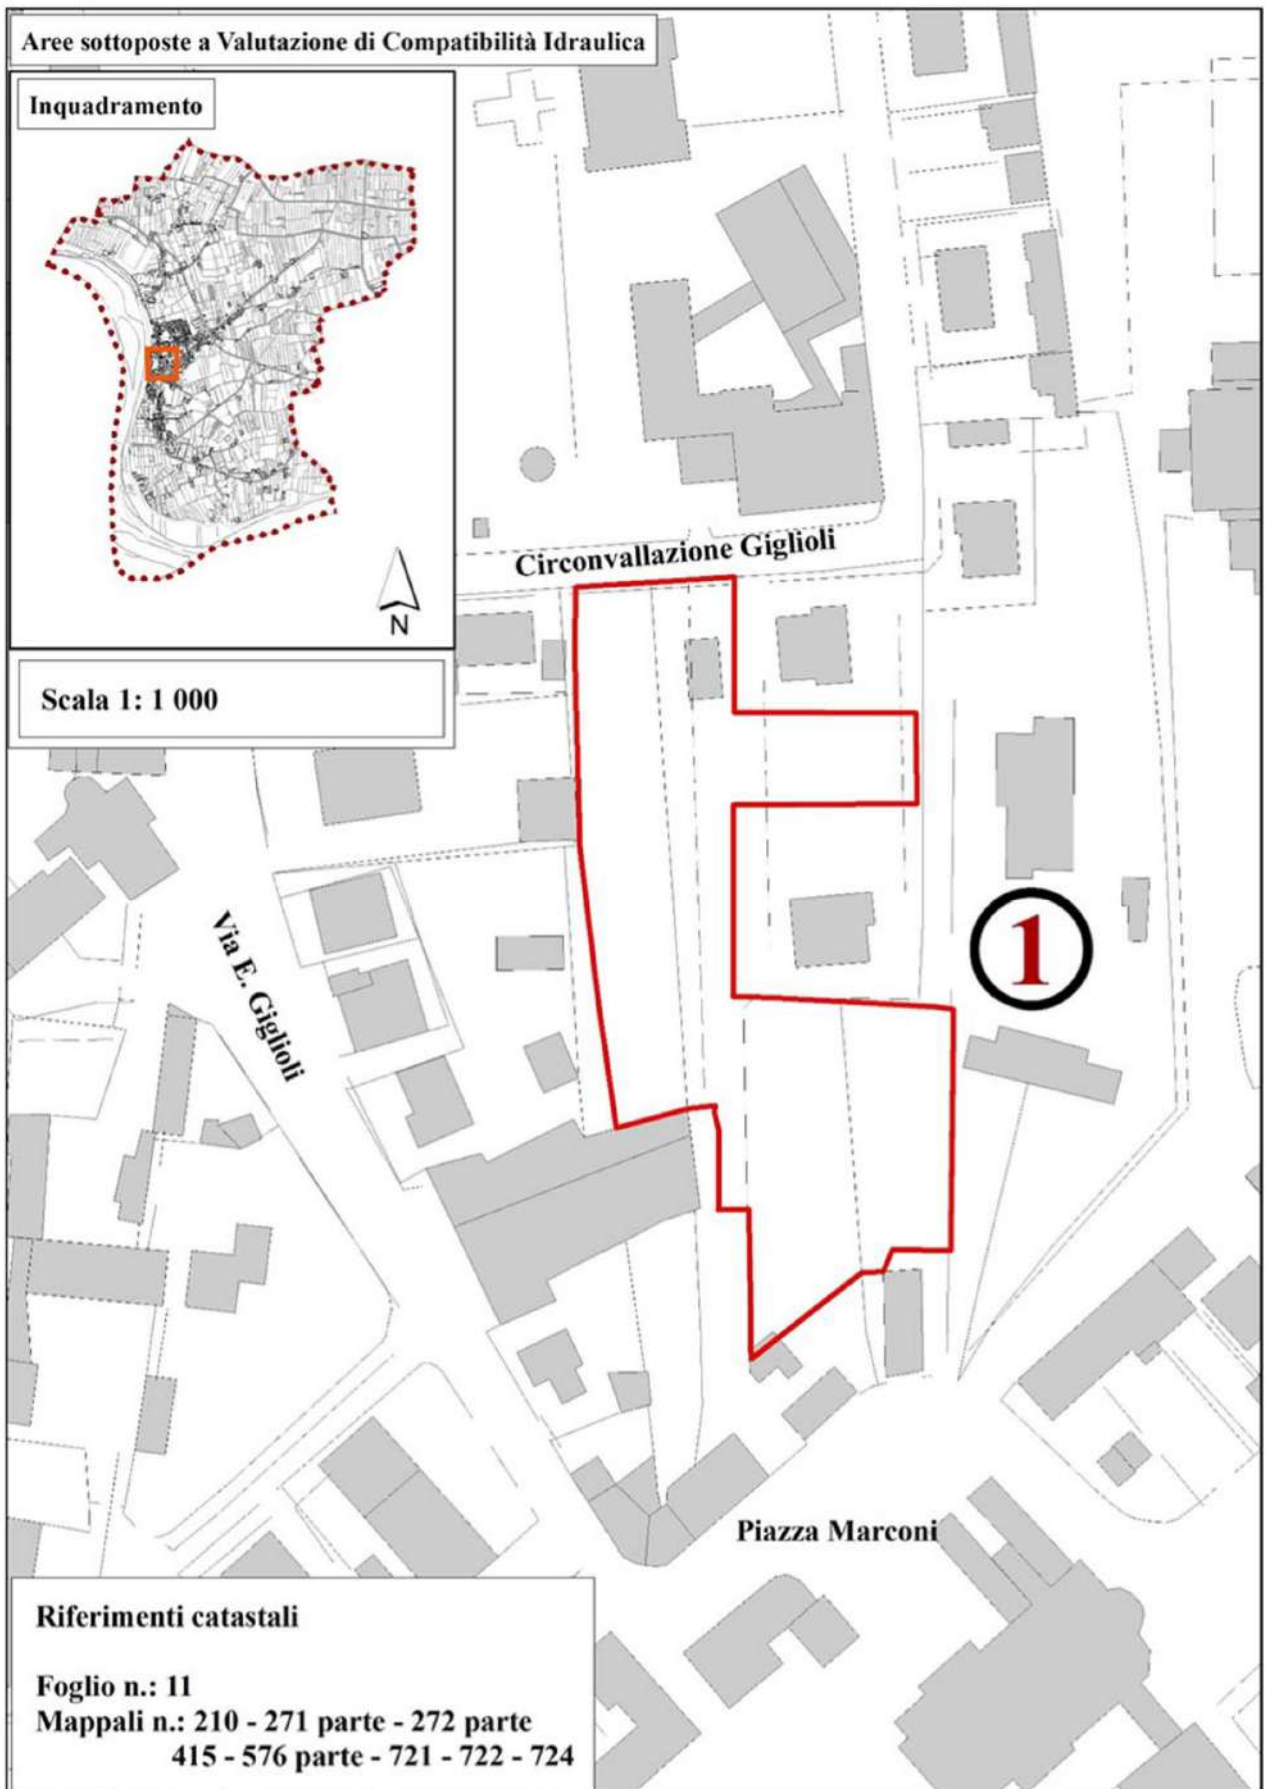 Aree sottoposte a Valutazione di Compatibilità Idraulica
Inquadramento
N
Scala 1: 1 000
Circonvallazione Giglioli
Via E. Giglioli
1
Piazza Marconi
Riferimenti catastali
Foglio n.: 11
Mappali n.: 210 - 271 parte - 272 parte
415 - 576 parte - 721 - 722 - 724